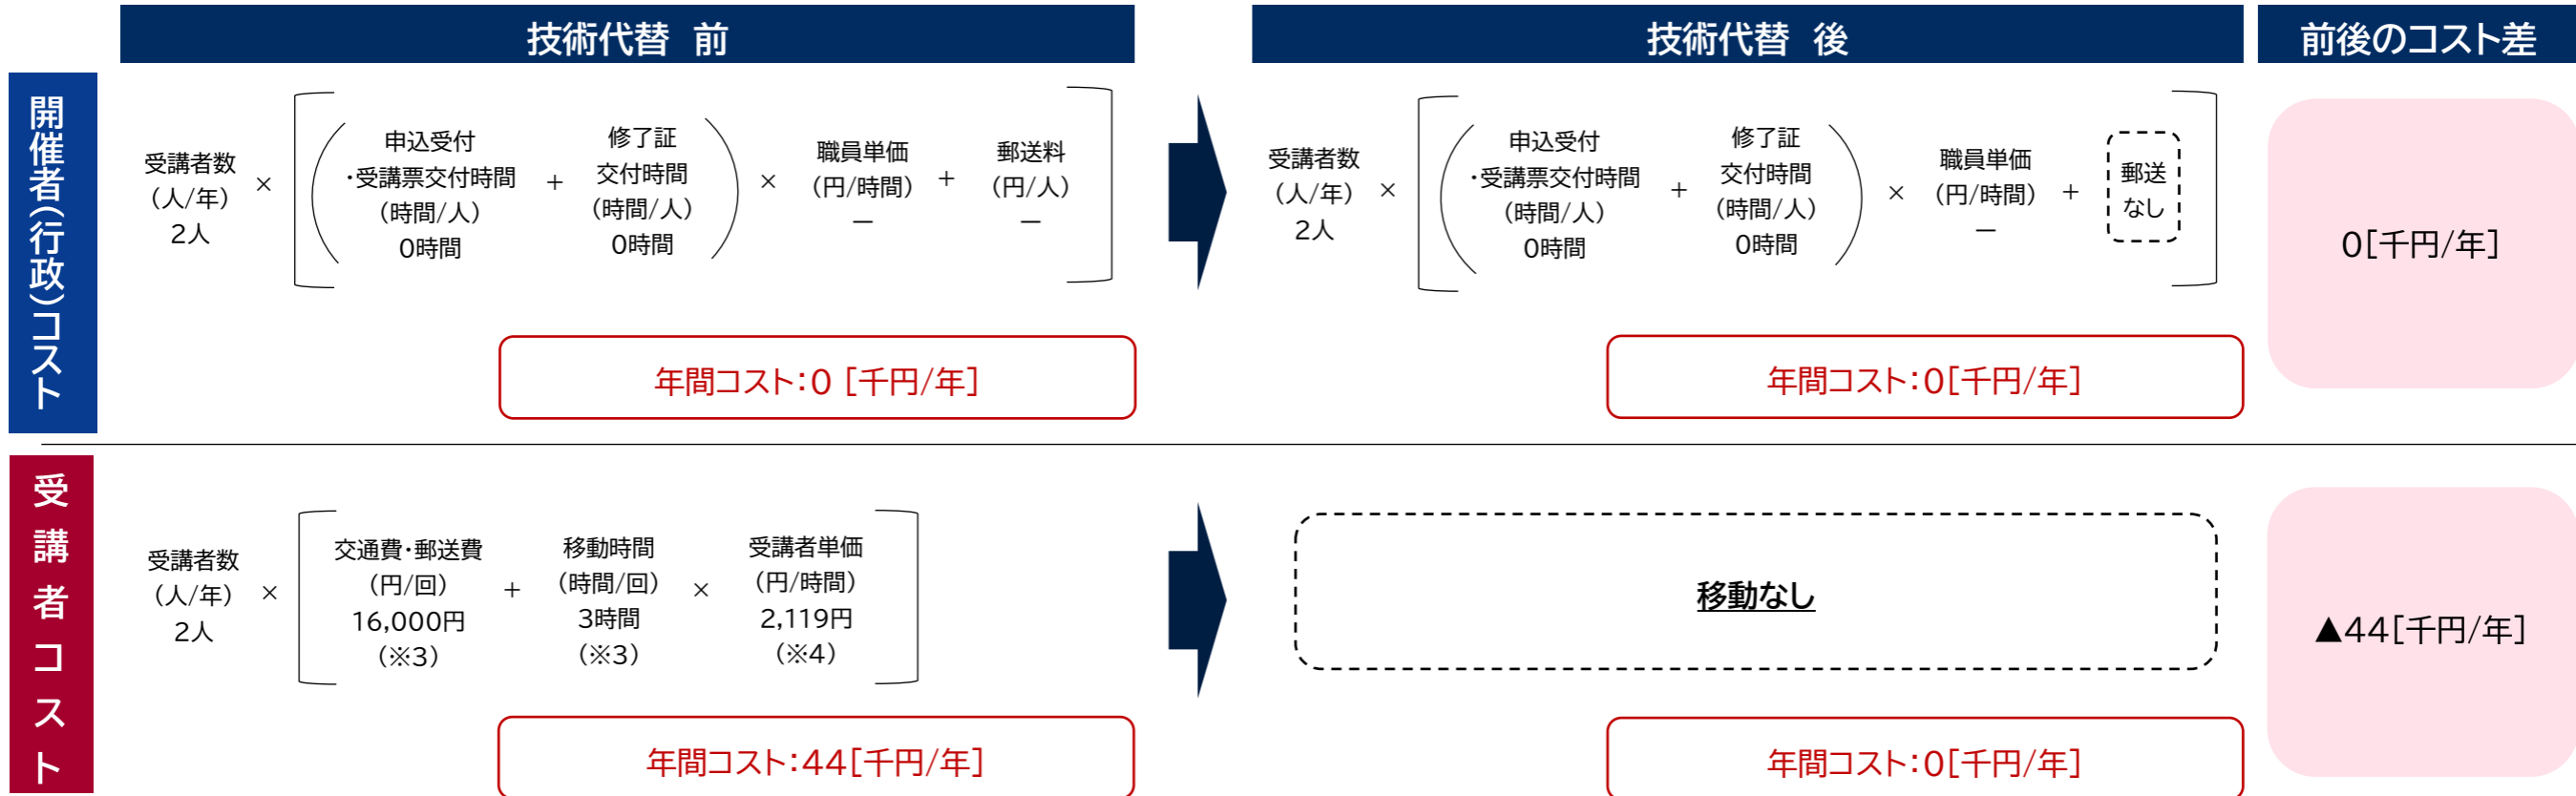 技術代替 前
技術代替 後
前後のコスト差
開催者(行政)コスト
受講者数
(人/年)
2人
×
申込受付
・受講票交付時間
(時間/人)
0時間
+
修了証
交付時間
(時間/人)
0時間
×
職員単価
(円/時間)
ー
+
郵送料
(円/人)
ー
年間コスト:0 [千円/年]
受講者数
(人/年)
2人
×
申込受付
・受講票交付時間
(時間/人)
0時間
+
修了証
交付時間
(時間/人)
0時間
×
職員単価
(円/時間)
ー
+
郵送
なし
年間コスト:0[千円/年]
0[千円/年]
受講者コスト
受講者数
(人/年)
2人
×
交通費・郵送費
(円/回)
16,000円
(※3)
+
移動時間
(時間/回)
3時間
(※3)
×
受講者単価
(円/時間)
2,119円
(※4)
年間コスト:44[千円/年]
移動なし
年間コスト:0[千円/年]
▲44[千円/年]